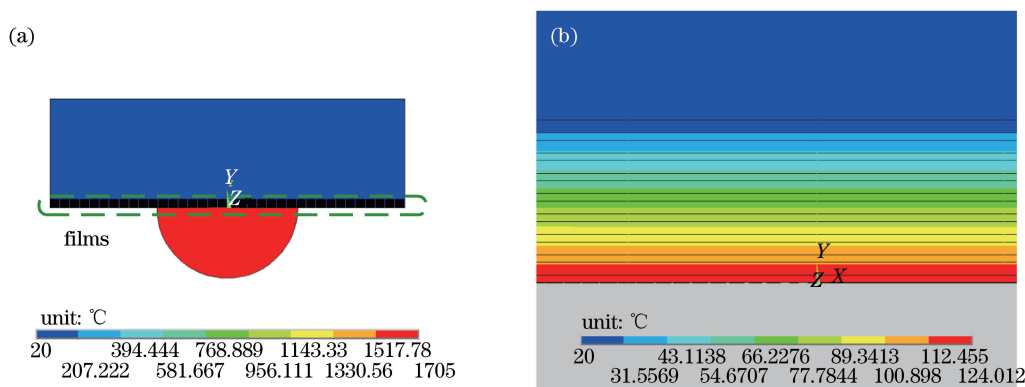 (a)
Y
Z
films
unit: ℃
20 394.444 768.889 1143.33 1517.78
207.222 581.667 956.111 1330.56 1705
(b)
Y
Z X
unit: ℃
20 43.1138 66.2276 89.3413 112.455
31.5569 54.6707 77.7844 100.898 124.012